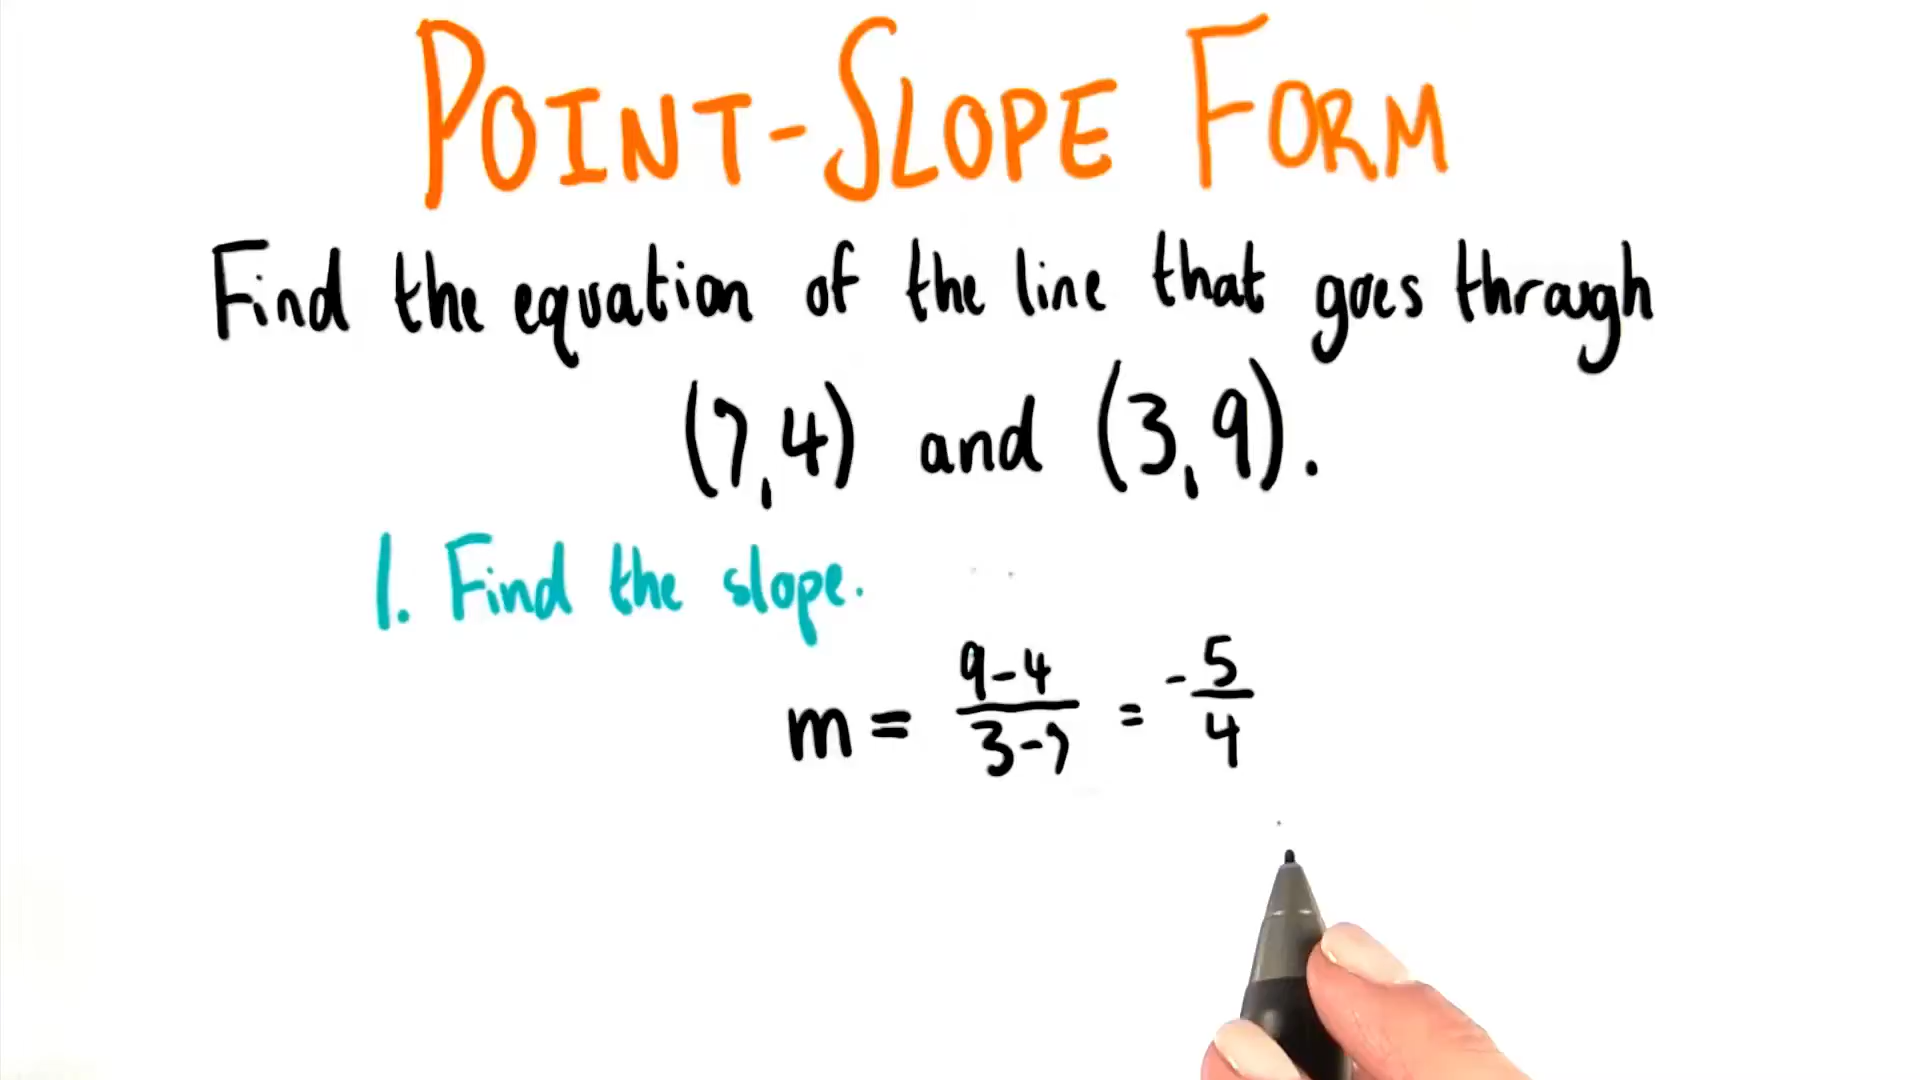 POINT-SLOPE FORM
Find the equation of the line that goes through
(7,4) and (3,9).
1. Find the slope.
m = 9-4/3-7 = -5/4